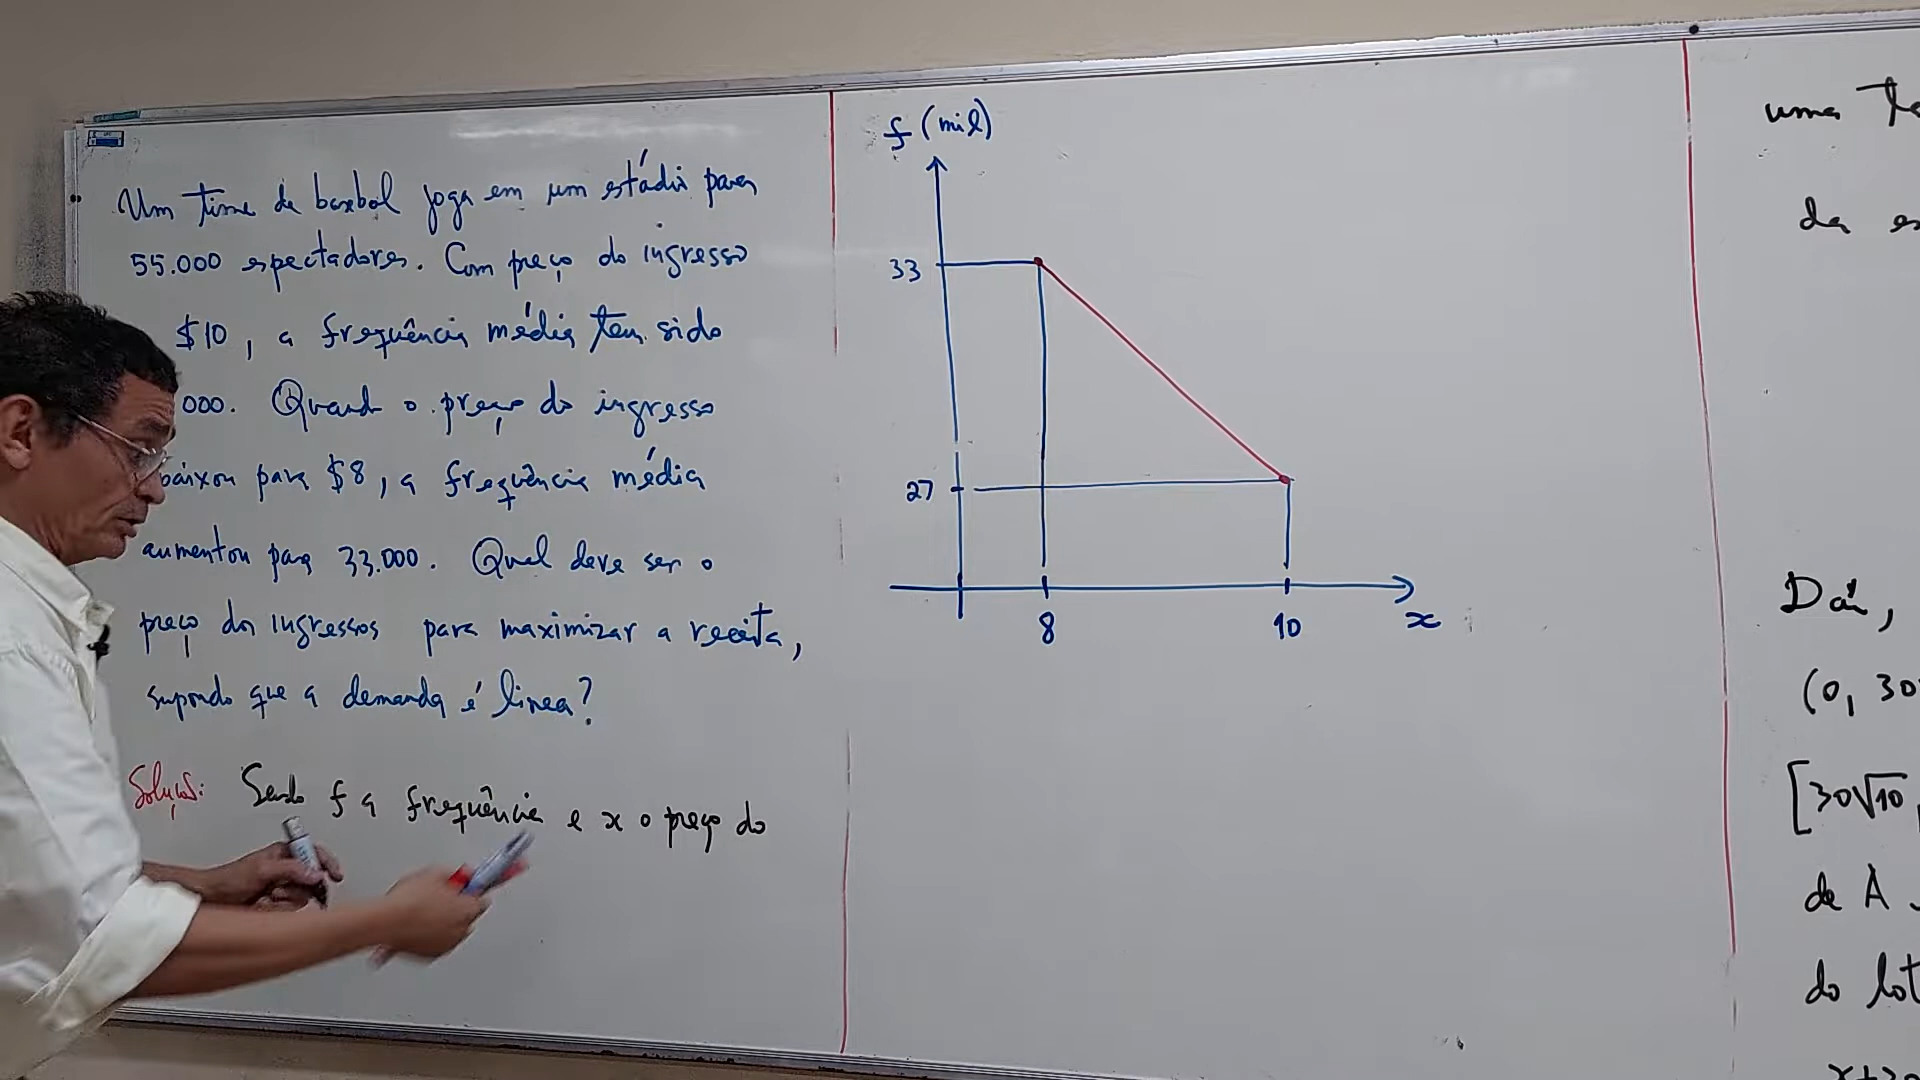 Um time de baseball joga em um estádio para
55.000 espectadores. Com preço do ingresso
$10, a frequência média tem sido
000. Quando o preço do ingresso
baixou para $8, a frequência média
aumentou para 33.000. Qual deve ser o
preço dos ingressos para maximizar a receita,
supondo que a demanda é linear?
Solução: Sendo f a frequência e x o preço do
f (mil)
33
27
8
10
x
uma
da
Daí,
(0, 30
[30√10,
de A
do lot